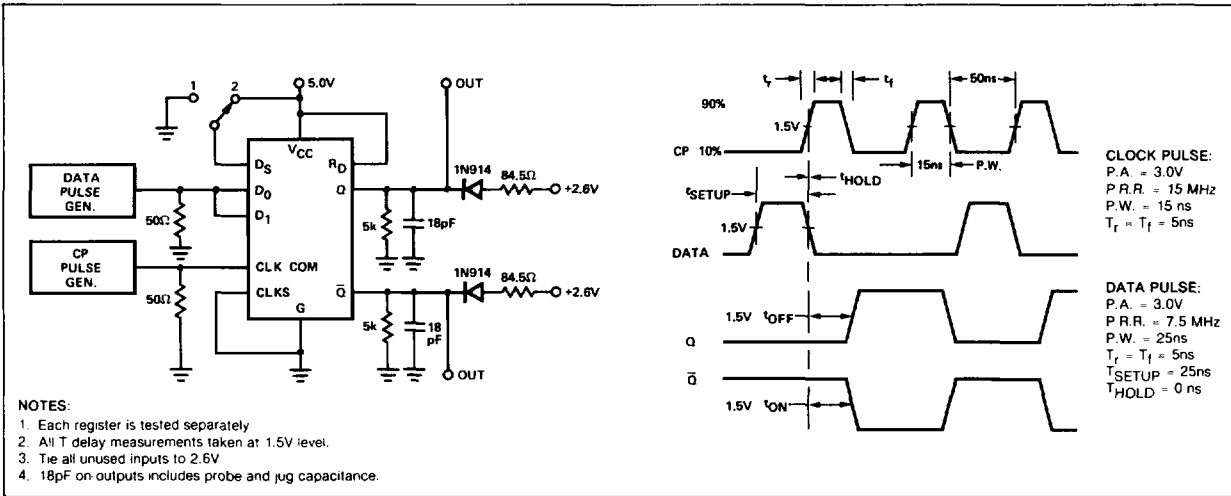 1
2
5.0V
OUT
VCC
DS
RD
DATA
PULSE
GEN.
D0
D1
Q
1N914
84.5Ω
+2.6V
50Ω
5k
18pF
CP
PULSE
GEN.
CLK COM
CLKS
Q̅
G
50Ω
1N914
84.5Ω
+2.6V
5k
18
pF
OUT
NOTES:
1. Each register is tested separately
2. All T delay measurements taken at 1.5V level.
3. Tie all unused inputs to 2.6V
4. 18pF on outputs includes probe and jug capacitance.
tr
tf
50ns
90%
1.5V
CP 10%
15ns
P.W.
tHOLD
tSETUP
1.5V
DATA
1.5V tOFF
Q
Q̅
1.5V tON
CLOCK PULSE:
P.A. = 3.0V
P R.R. = 15 MHz
P.W. = 15 ns
Tr = Tf = 5ns
DATA PULSE:
P.A. = 3.0V
P R.R. = 7.5 MHz
P.W. = 25ns
Tr = Tf = 5ns
TSETUP = 25ns
THOLD = 0 ns